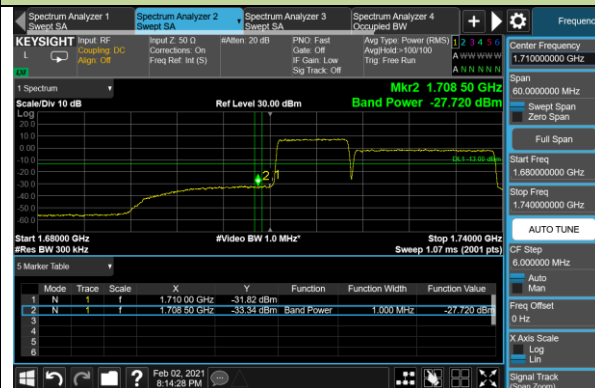 Spectrum Analyzer 1
Swept SA
Spectrum Analyzer 2
Swept SA
Spectrum Analyzer 3
Swept SA
Spectrum Analyzer 4
Occupied BW
Frequenc
KEYSIGHT
L
Input: RF
Coupling: DC
Align: Off
Input Z: 50 Ω
Corrections: On
Freq Ref: Int (S)
#Atten: 20 dB
PNO: Fast
Gate: Off
IF Gain: Low
Sig Track: Off
Avg Type: Power (RMS)
Avg|Hold:>100/100
Trig: Free Run
1 2 3 4 5 6
A W W W W W
A N N N N N
1 Spectrum
Scale/Div 10 dB
Ref Level 30.00 dBm
Mkr2 1.708 50 GHz
Band Power -27.720 dBm
Log
20.0
10.0
0.00
-10.0
-20.0
-30.0
-40.0
-50.0
-60.0
DL1 -13.00 dBm
2
1
Start 1.68000 GHz
#Video BW 1.0 MHz*
Stop 1.74000 GHz
#Res BW 300 kHz
Sweep 1.07 ms (2001 pts)
5 Marker Table
Mode Trace Scale X Y Function Function Width Function Value
1 N 1 f 1.710 00 GHz -31.82 dBm
2 N 1 f 1.708 50 GHz -33.34 dBm Band Power 1.000 MHz -27.720 dBm
3
4
5
6
Center Frequency
1.710000000 GHz
Span
60.0000000 MHz
Swept Span
Zero Span
Full Span
Start Freq
1.680000000 GHz
Stop Freq
1.740000000 GHz
AUTO TUNE
CF Step
6.000000 MHz
Auto
Man
Freq Offset
0 Hz
X Axis Scale
Log
Lin
Signal Track
(Span Zoom)
?
Feb 02, 2021
8:14:28 PM